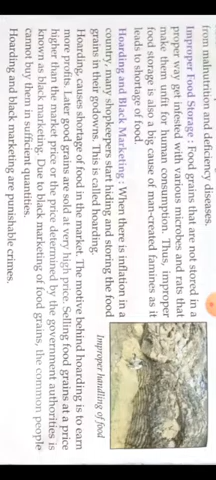 from malnutrition and deficiency diseases.
Improper Food Storage : Food grains that are not stored in a
proper way get infested with various microbes and rats that
make them unfit for human consumption. Thus, improper
food storage is also a big cause of man-created famines as it
leads to shortage of food.
Hoarding and Black Marketing : When there is inflation in a
country, many shopkeepers start hiding and storing the food
grains in their godowns. This is called hoarding.
Improper handling of food
Hoarding, causes shortage of food in the market. The motive behind hoarding is to earn
more profits. Later good grains are sold at very high price. Selling food grains at a price
higher than the market price or the price determined by the government authorities is
known as black marketing. Due to black marketing of food grains, the common people
cannot buy them in sufficient quantities.
Hoarding and black marketing are punishable crimes.